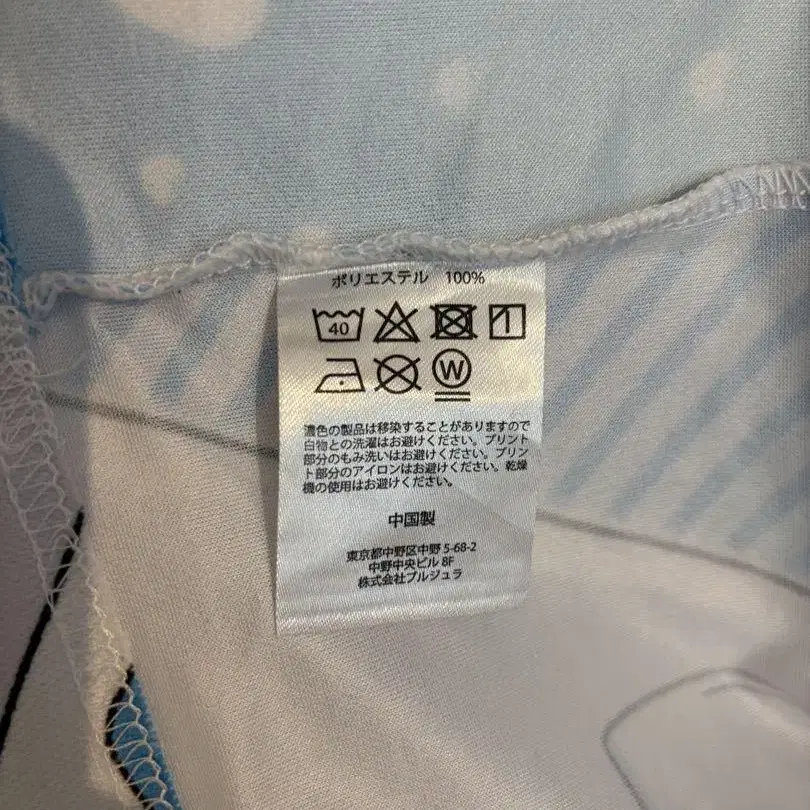 ポリエステル 100%
40
W
濃色の製品は移染することがありますので
白物との洗濯はお避けください。プリント
部分のもみ洗いはお避けください。プリン
ト部分のアイロンはお避けください。乾燥
機の使用はお避けください。
中国製
東京都中野区中野 5-68-2
中野中央ビル 8F
株式会社プルジュラ